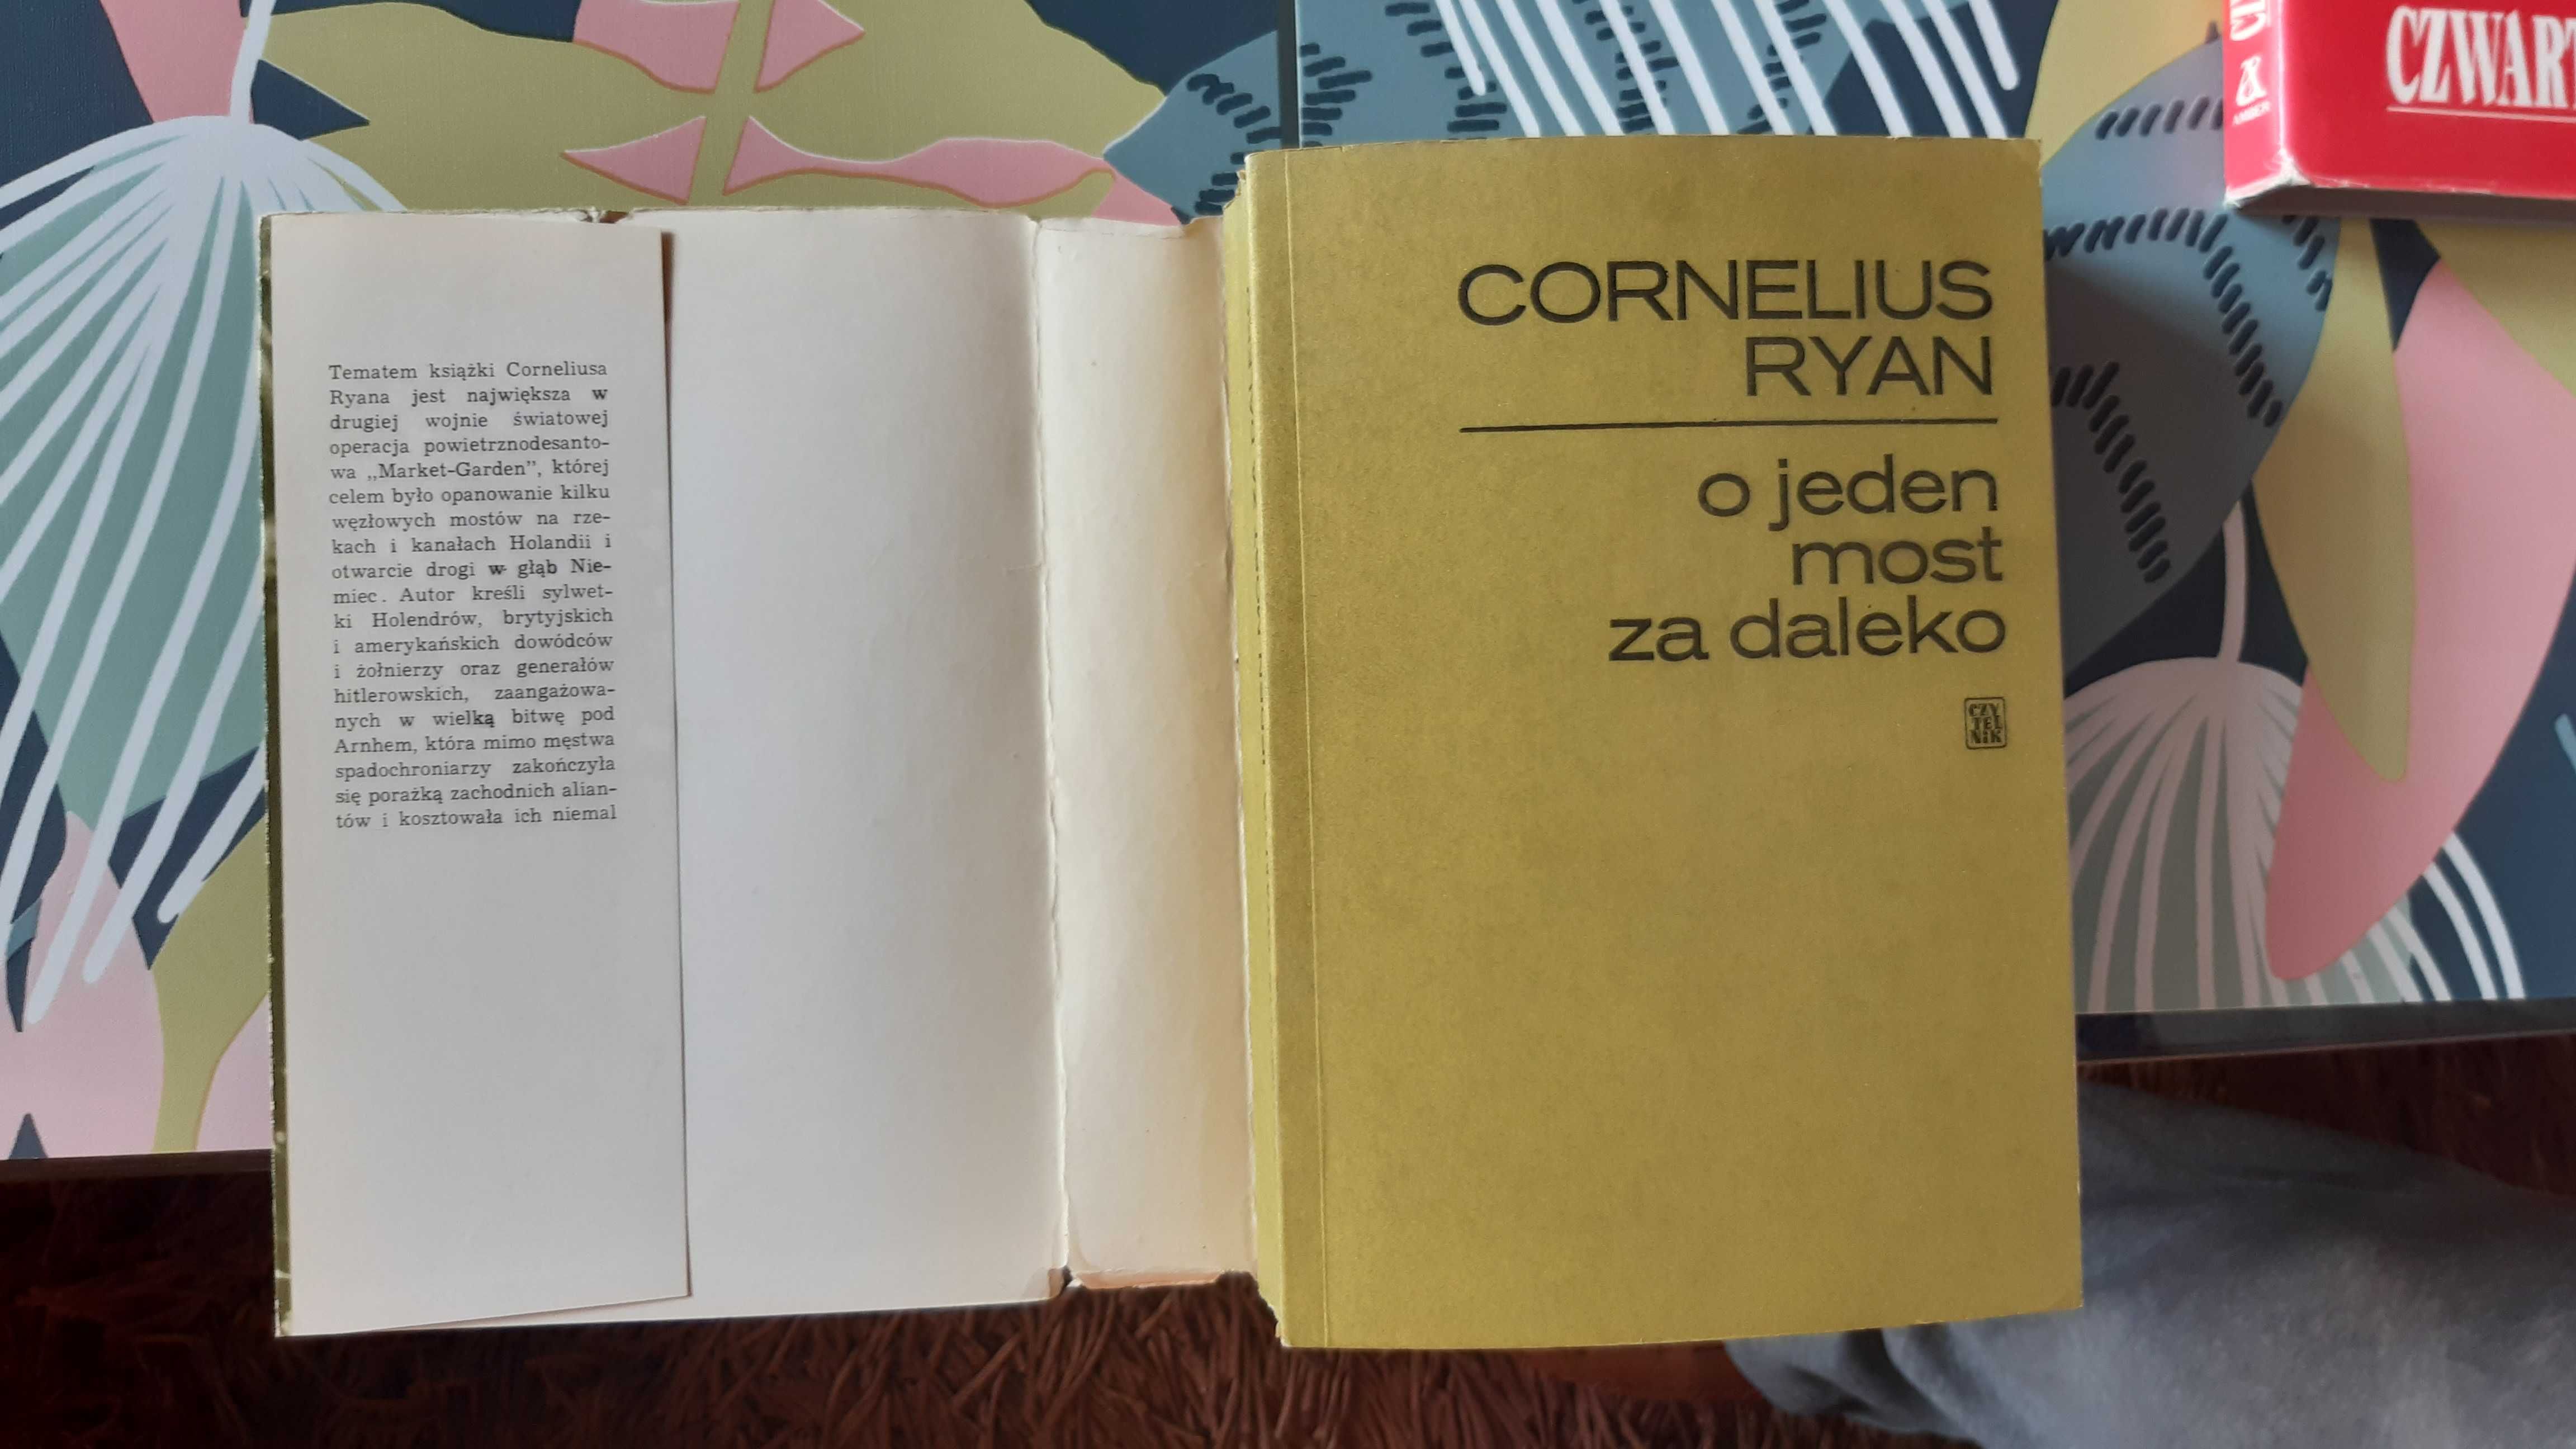 Tematem książki Corneliusa
Ryana jest największa w
drugiej wojnie światowej
operacja powietrznodesanto-
wa „Market-Garden”, której
celem było opanowanie kilku
węzłowych mostów na rze-
kach i kanałach Holandii i
otwarcie drogi w głąb Nie-
miec. Autor kreśli sylwet-
ki Holendrów, brytyjskich
i amerykańskich dowódców
i żołnierzy oraz generałów
hitlerowskich, zaangażowa-
nych w wielką bitwę pod
Arnhem, która mimo męstwa
spadochroniarzy zakończyła
się porażką zachodnich alian-
tów i kosztowała ich niemal
CORNELIUS
RYAN
o jeden
most
za daleko
CZY
TEL
NIK
AMBER